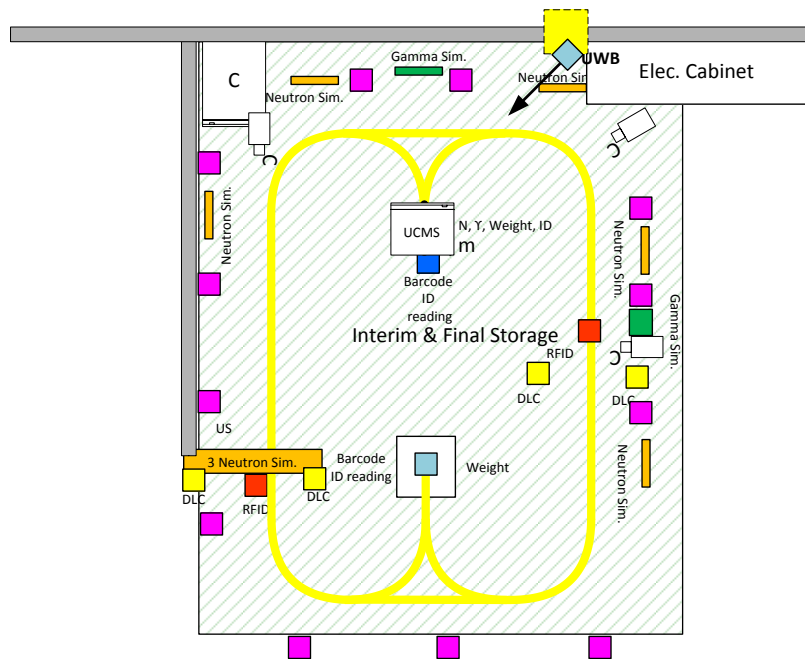 Gamma Sim.
UWB
Elec. Cabinet
C
Neutron Sim.
Neutron Sim
C
C
Neutron Sim.
N, ϒ, Weight, ID
UCMS
m
Neutron Sim.
Barcode
ID
reading
Interim & Final Storage
Gamma Sim.
RFID
C
DLC
DLC
US
3 Neutron Sim.
Barcode
ID reading
Weight
Neutron Sim.
DLC
RFID
DLC